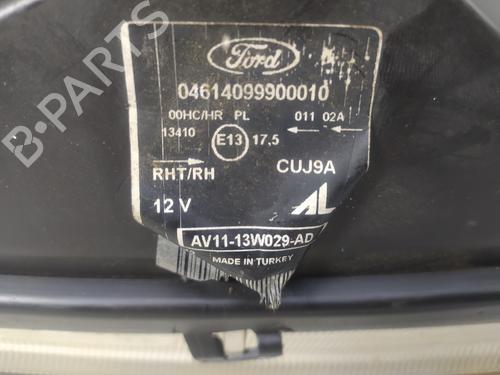 Ford
04614099900010
00HC/HR PL 011 02A
13410 E13 17.5
RHT/RH CUJ9A
12 V AL
AV11-13W029-AD
MADE IN TURKEY